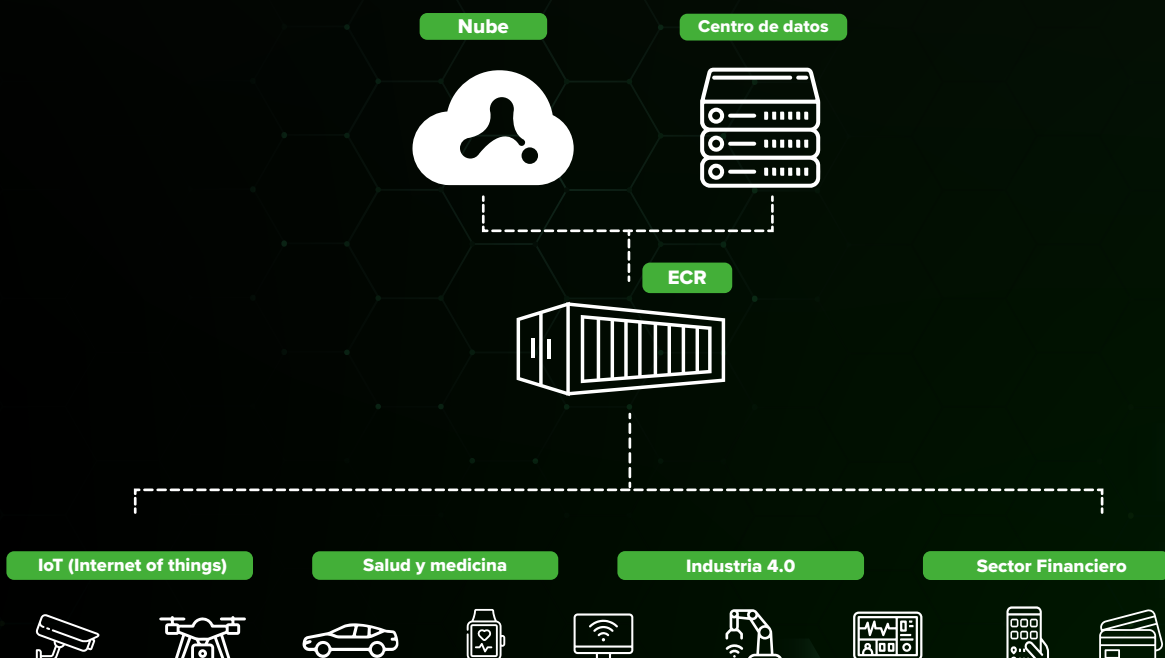 Nube
Centro de datos
ECR
IoT (Internet of things)
Salud y medicina
Industria 4.0
Sector Financiero